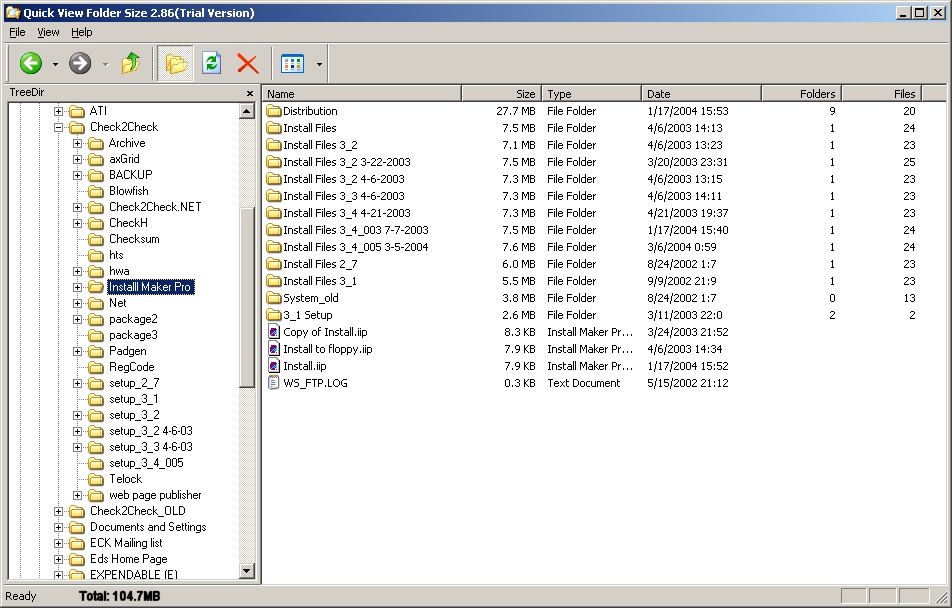 Quick View Folder Size 2.86(Trial Version)
File View Help
TreeDir
ATI
Check2Check
Archive
axGrid
BACKUP
Blowfish
Check2Check.NET
CheckH
Checksum
hts
hwa
Installl Maker Pro
Net
package2
package3
Padgen
RegCode
setup_2_7
setup_3_1
setup_3_2
setup_3_2 4-6-03
setup_3_3 4-6-03
setup_3_4_005
Telock
web page publisher
Check2Check_OLD
Documents and Settings
ECK Mailing list
Eds Home Page
EXPENDABLE (E)
Name Size Type Date Folders Files
Distribution 27.7 MB File Folder 1/17/2004 15:53 9 20
Install Files 7.5 MB File Folder 4/6/2003 14:13 1 24
Install Files 3_2 7.1 MB File Folder 4/6/2003 13:23 1 23
Install Files 3_2 3-22-2003 7.5 MB File Folder 3/20/2003 23:31 1 25
Install Files 3_2 4-6-2003 7.3 MB File Folder 4/6/2003 13:15 1 23
Install Files 3_3 4-6-2003 7.3 MB File Folder 4/6/2003 14:11 1 23
Install Files 3_4 4-21-2003 7.3 MB File Folder 4/21/2003 19:37 1 23
Install Files 3_4_003 7-7-2003 7.5 MB File Folder 1/17/2004 15:40 1 24
Install Files 3_4_005 3-5-2004 7.6 MB File Folder 3/6/2004 0:59 1 24
Install Files 2_7 6.0 MB File Folder 8/24/2002 1:7 1 23
Install Files 3_1 5.5 MB File Folder 9/9/2002 21:9 1 23
System_old 3.8 MB File Folder 8/24/2002 1:7 0 13
3_1 Setup 2.6 MB File Folder 3/11/2003 22:0 2 2
Copy of Install.iip 8.3 KB Install Maker Pr... 3/24/2003 21:52
Install to floppy.iip 7.9 KB Install Maker Pr... 4/6/2003 14:34
Install.iip 7.9 KB Install Maker Pr... 1/17/2004 15:52
WS_FTP.LOG 0.3 KB Text Document 5/15/2002 21:12
Ready Total: 104.7MB